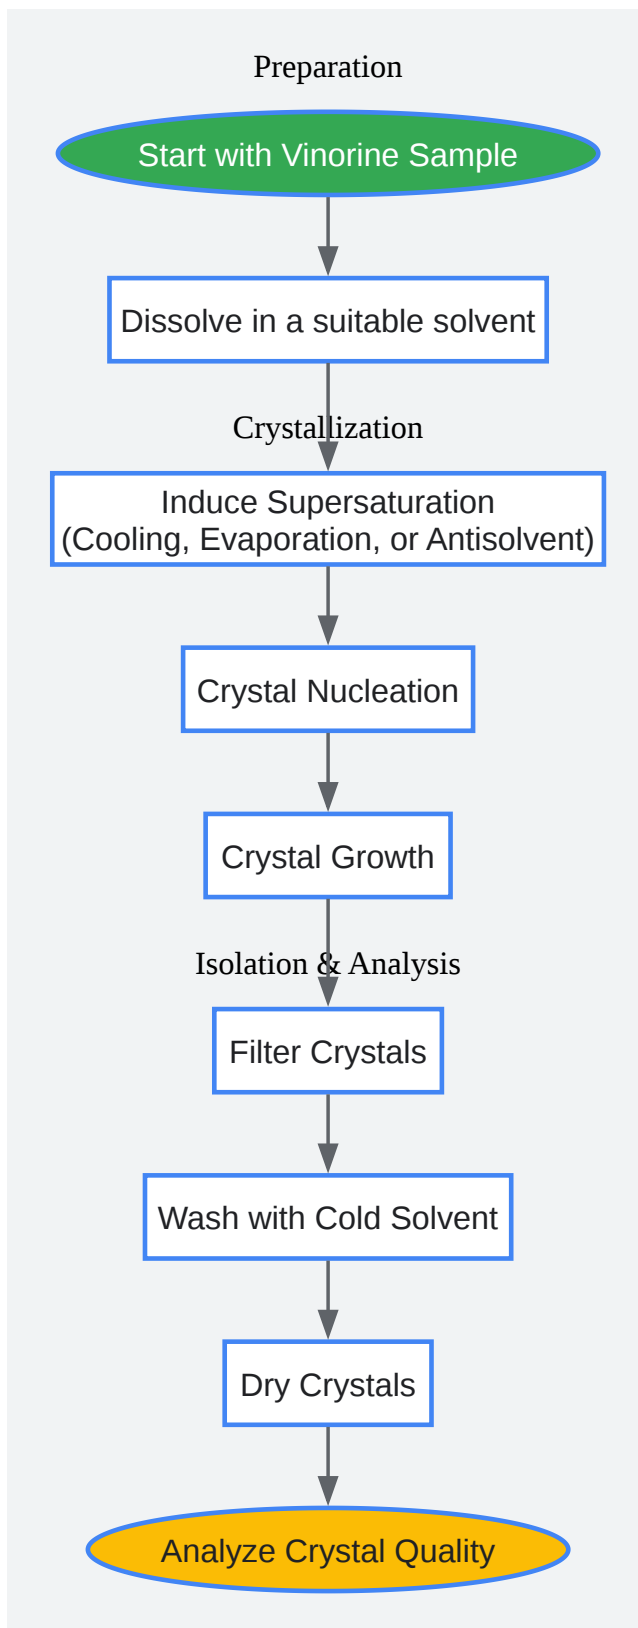 Preparation
Start with Vinorine Sample
Dissolve in a suitable solvent
Crystallization
Induce Supersaturation
(Cooling, Evaporation, or Antisolvent)
Crystal Nucleation
Crystal Growth
Isolation & Analysis
Filter Crystals
Wash with Cold Solvent
Dry Crystals
Analyze Crystal Quality